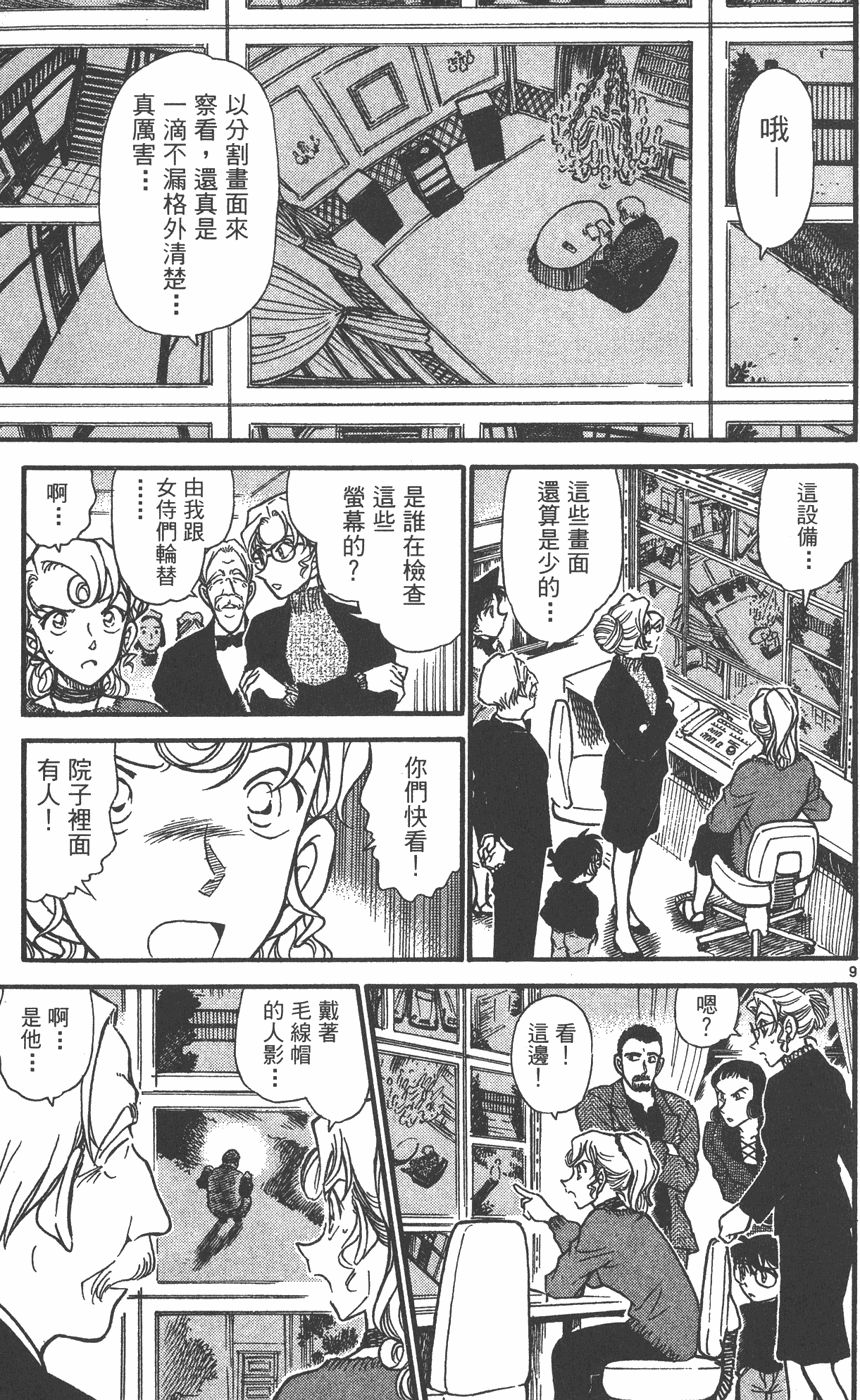 哦——
以分割畫面來
察看，還真是
一滴不漏格外清楚…
真厲害…
這設備…
這些畫面
還算是少的…
是誰在檢查
這些
螢幕的？
由我跟
女侍們輪替
……
啊…
你們快看！
院子裡面
有人！
9
嗯？
看！
這邊！
戴著
毛線帽
的人影…
啊…
是他…